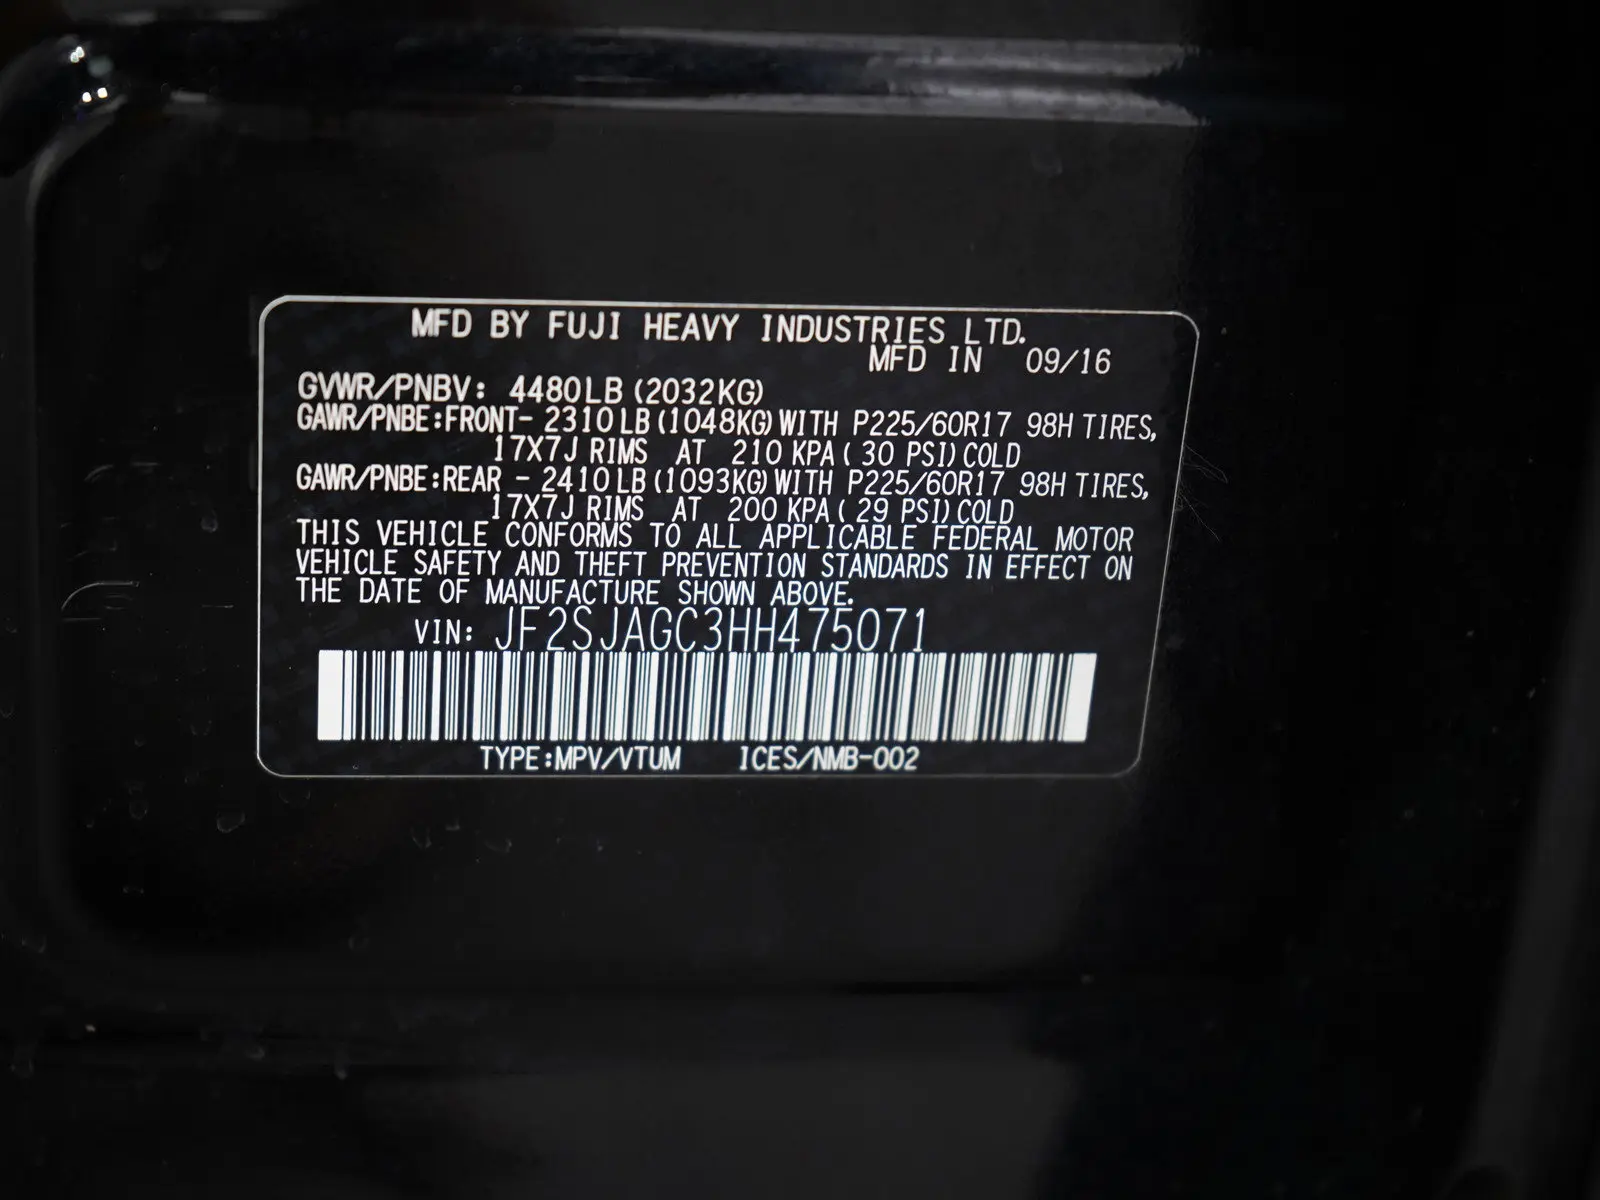 MFD BY FUJI HEAVY INDUSTRIES LTD.
MFD IN 09/16
GVWR/PNBV: 4480LB (2032KG)
GAWR/PNBE:FRONT- 2310LB (1048KG) WITH P225/60R17 98H TIRES,
17X7J RIMS AT 210 KPA ( 30 PSI) COLD
GAWR/PNBE:REAR - 2410LB (1093KG) WITH P225/60R17 98H TIRES,
17X7J RIMS AT 200 KPA ( 29 PSI) COLD
THIS VEHICLE CONFORMS TO ALL APPLICABLE FEDERAL MOTOR
VEHICLE SAFETY AND THEFT PREVENTION STANDARDS IN EFFECT ON
THE DATE OF MANUFACTURE SHOWN ABOVE.
VIN: JF2SJAGC3HH475071
TYPE:MPV/VTUM ICES/NMB-002